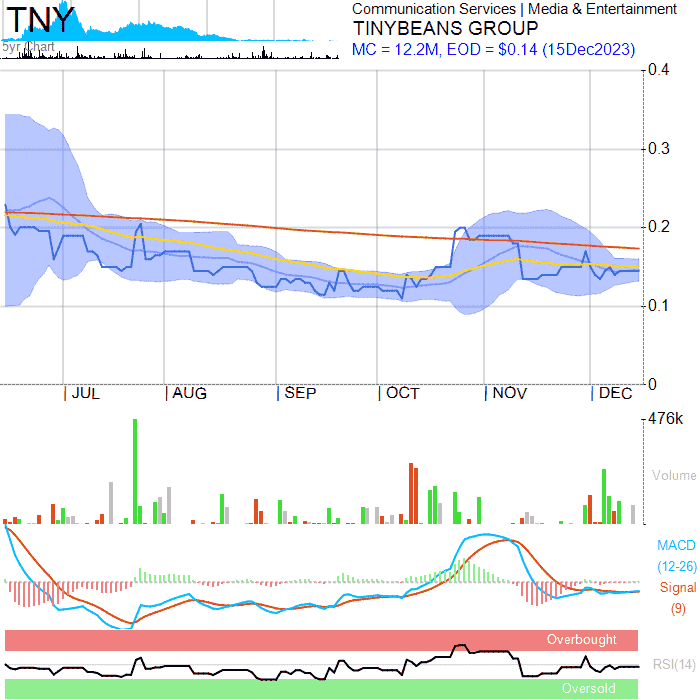 TNY
5yr Chart
Communication Services | Media & Entertainment
TINYBEANS GROUP
MC = 12.2M, EOD = $0.14 (15Dec2023)
0.4
0.3
0.2
0.1
0
| JUL | AUG | SEP | OCT | NOV | DEC
476k
Volume
MACD
(12-26)
Signal
(9)
Overbought
RSI(14)
Oversold